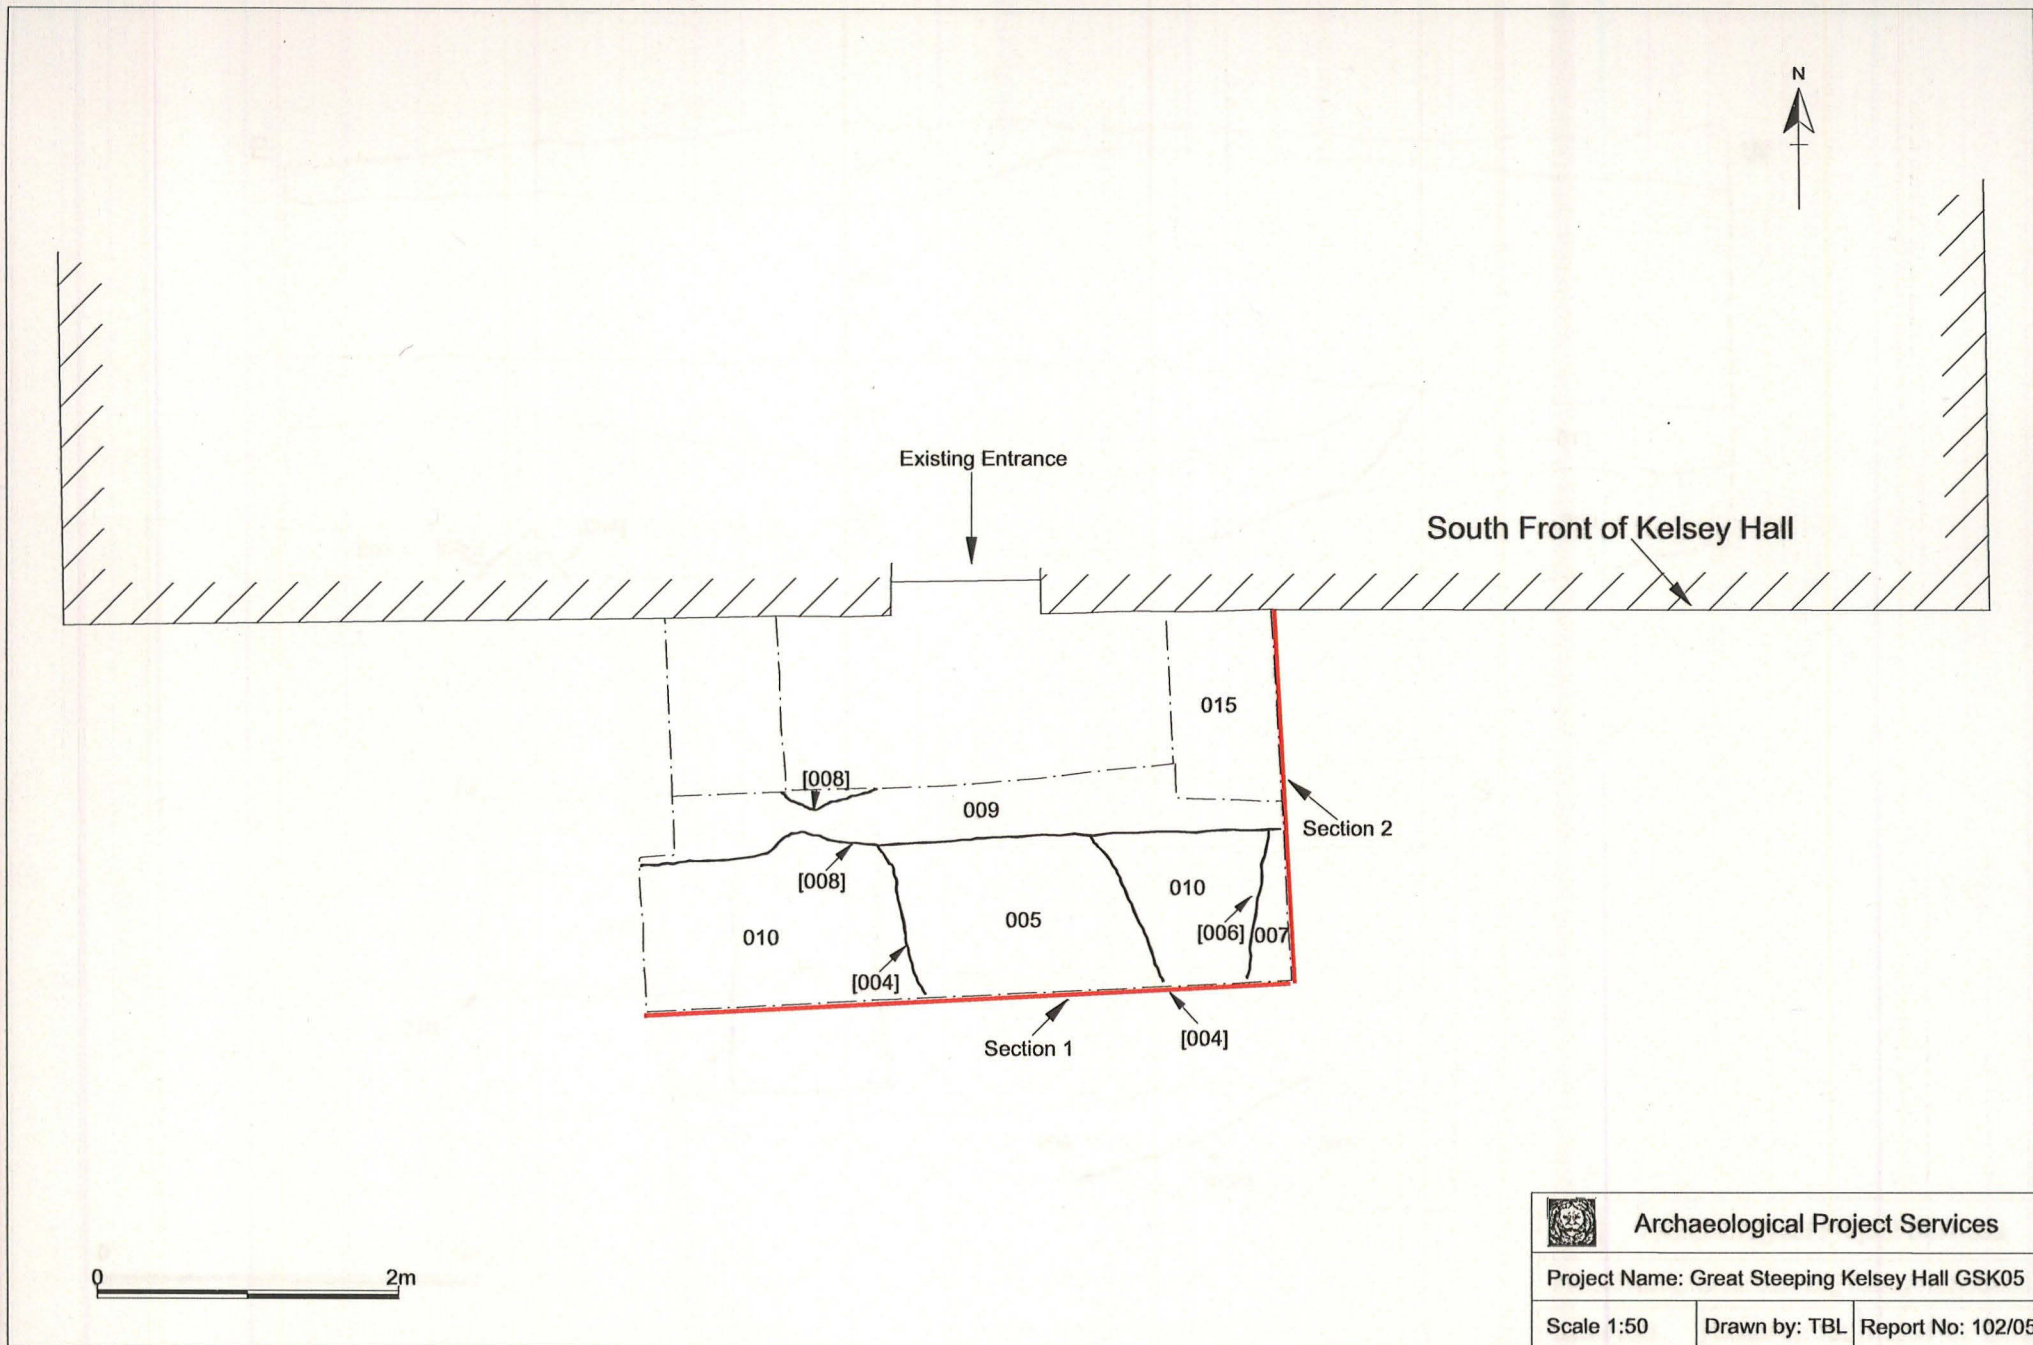 N
Existing Entrance
South Front of Kelsey Hall
015
[008]
009
Section 2
[008]
010
[006]
007
005
010
[004]
Section 1
[004]
0 2m
Archaeological Project Services
Project Name: Great Steeping Kelsey Hall GSK05
Scale 1:50
Drawn by: TBL
Report No: 102/05